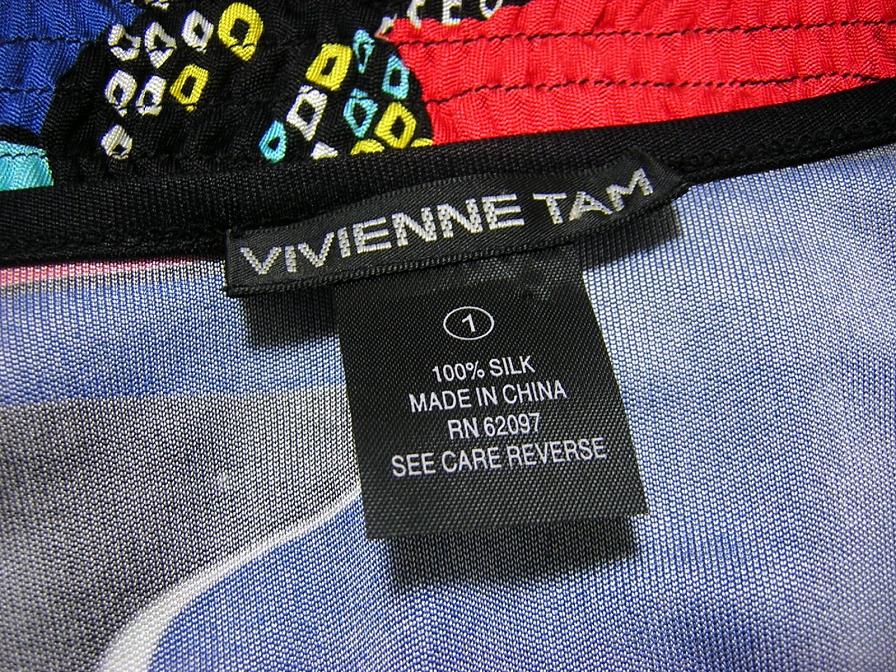 VIVIENNE TAM
1
100% SILK
MADE IN CHINA
RN 62097
SEE CARE REVERSE